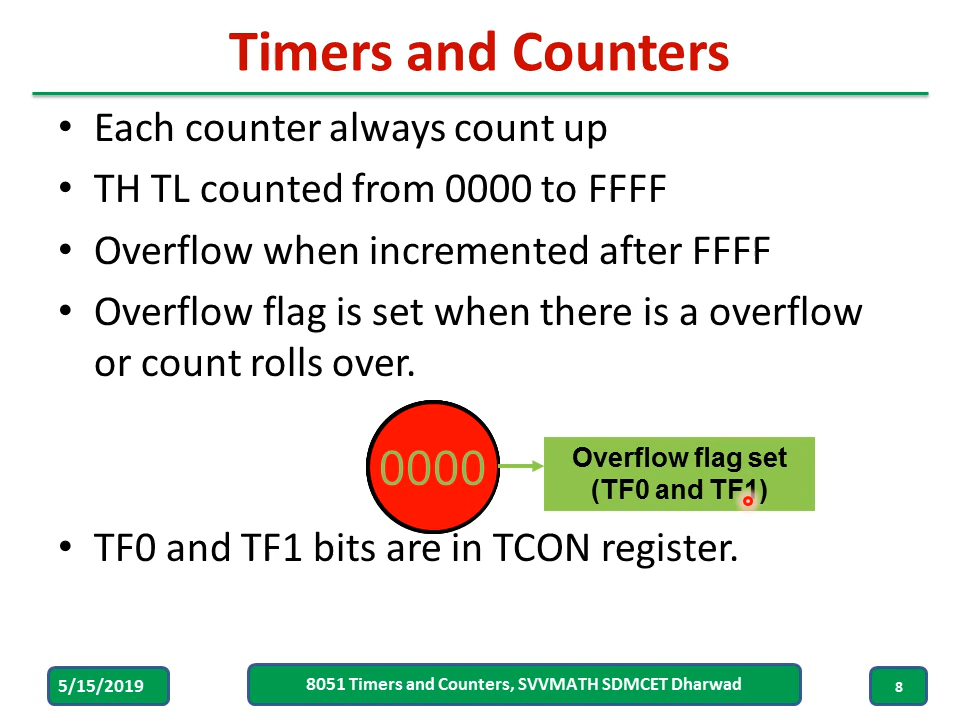 Timers and Counters
• Each counter always count up
• TH TL counted from 0000 to FFFF
• Overflow when incremented after FFFF
• Overflow flag is set when there is a overflow
or count rolls over.
0000
Overflow flag set
(TF0 and TF1)
• TF0 and TF1 bits are in TCON register.
5/15/2019
8051 Timers and Counters, SVVMATH SDMCET Dharwad
8